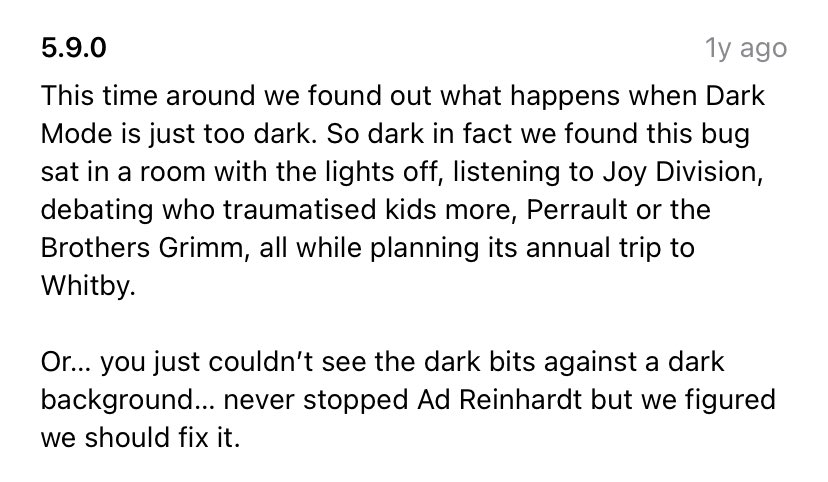 5.9.0
1y ago
This time around we found out what happens when Dark
Mode is just too dark. So dark in fact we found this bug
sat in a room with the lights off, listening to Joy Division,
debating who traumatised kids more, Perrault or the
Brothers Grimm, all while planning its annual trip to
Whitby.
Or... you just couldn’t see the dark bits against a dark
background... never stopped Ad Reinhardt but we figured
we should fix it.